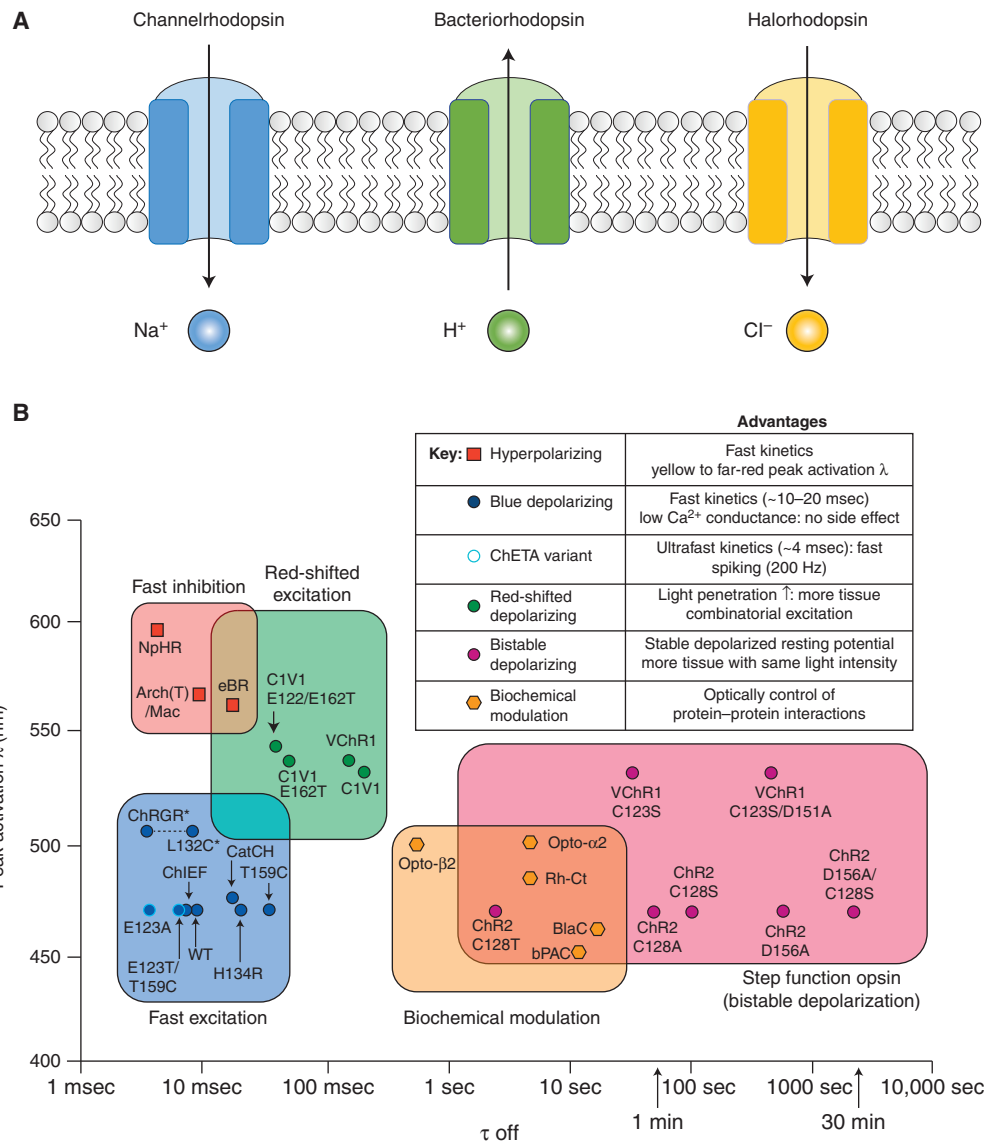 A
Channelrhodopsin
Bacteriorhodopsin
Halorhodopsin
Na⁺
H⁺
Cl⁻
B
Advantages
Key: Hyperpolarizing
Fast kinetics
yellow to far-red peak activation λ
Blue depolarizing
Fast kinetics (~10–20 msec)
low Ca²⁺ conductance: no side effect
ChETA variant
Ultrafast kinetics (~4 msec): fast
spiking (200 Hz)
Red-shifted
depolarizing
Light penetration ↑: more tissue
combinatorial excitation
Bistable
depolarizing
Stable depolarized resting potential
more tissue with same light intensity
Biochemical
modulation
Optically control of
protein–protein interactions
650
600
550
500
450
400
activation λ
Fast inhibition
Red-shifted
excitation
NpHR
Arch(T)
/Mac
eBR
C1V1
E122/E162T
C1V1
E162T
VChR1
C1V1
ChRGR*
L132C*
CatCH
ChIEF
T159C
E123A
WT
E123T/
T159C
H134R
Fast excitation
Opto-β2
Opto-α2
Rh-Ct
BlaC
bPAC
ChR2
C128T
Biochemical modulation
VChR1
C123S
VChR1
C123S/D151A
ChR2
C128A
ChR2
C128S
ChR2
D156A
ChR2
D156A/
C128S
Step function opsin
(bistable depolarization)
1 msec
10 msec
100 msec
1 sec
10 sec
100 sec
1000 sec
10,000 sec
1 min
30 min
τ off